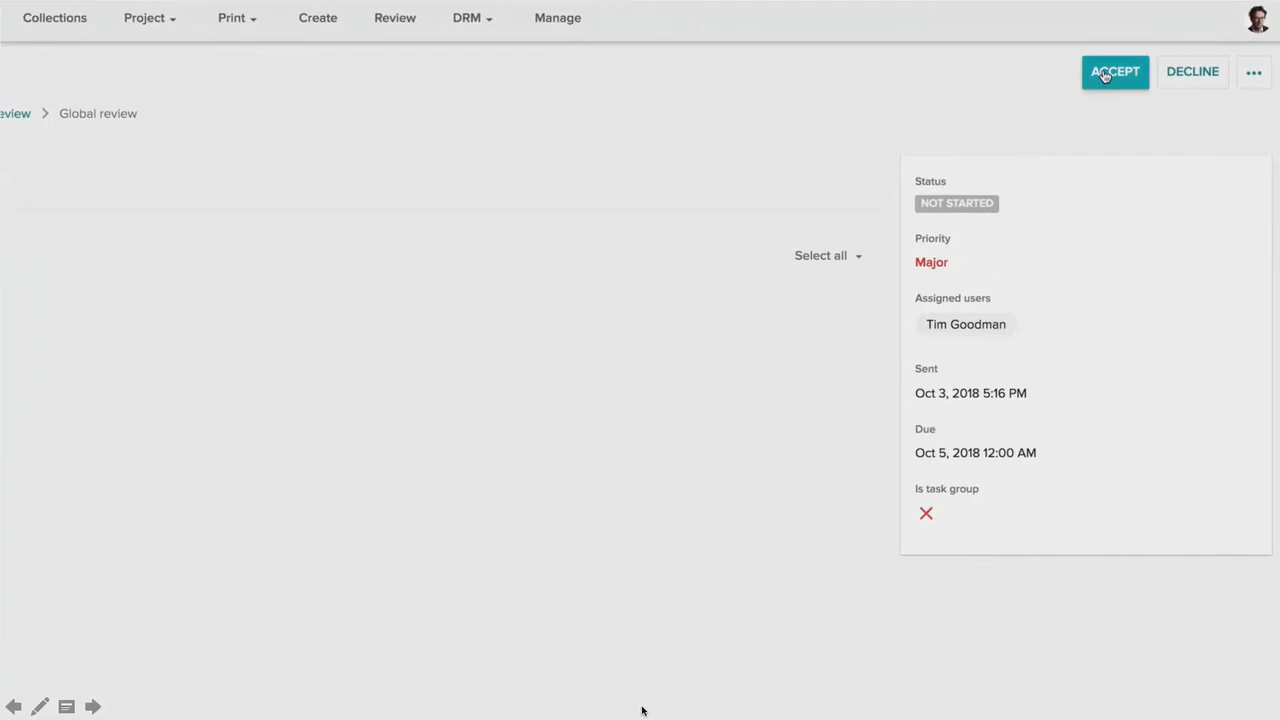 Collections Project Print Create Review DRM Manage
ACCEPT DECLINE
eview Global review
Status
NOT STARTED
Priority
Select all
Major
Assigned users
Tim Goodman
Sent
Oct 3, 2018 5:16 PM
Due
Oct 5, 2018 12:00 AM
Is task group